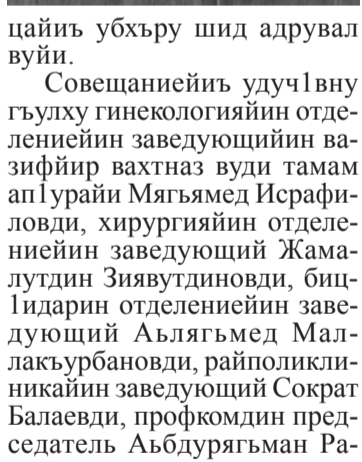 цайиъ убхъру шид адрувал
вуйи.
Совещаниейиъ удуч1вну
гъулху гинекологияйин отде-
лениейин заведующийин ва-
зифйир вахтназ вуди тамам
ап1урайи Мягьямед Исрафи-
ловди, хирургияйин отделе-
ниейин заведующий Жама-
лутдин Зиявутдиновди, биц-
1идарин отделениейин заве-
дующий Аьлягьмед Мал-
лакъурбановди, райполикли-
никайин заведующий Сократ
Балаевди, профкомдин пред-
седатель Аьбдурягьман Ра-